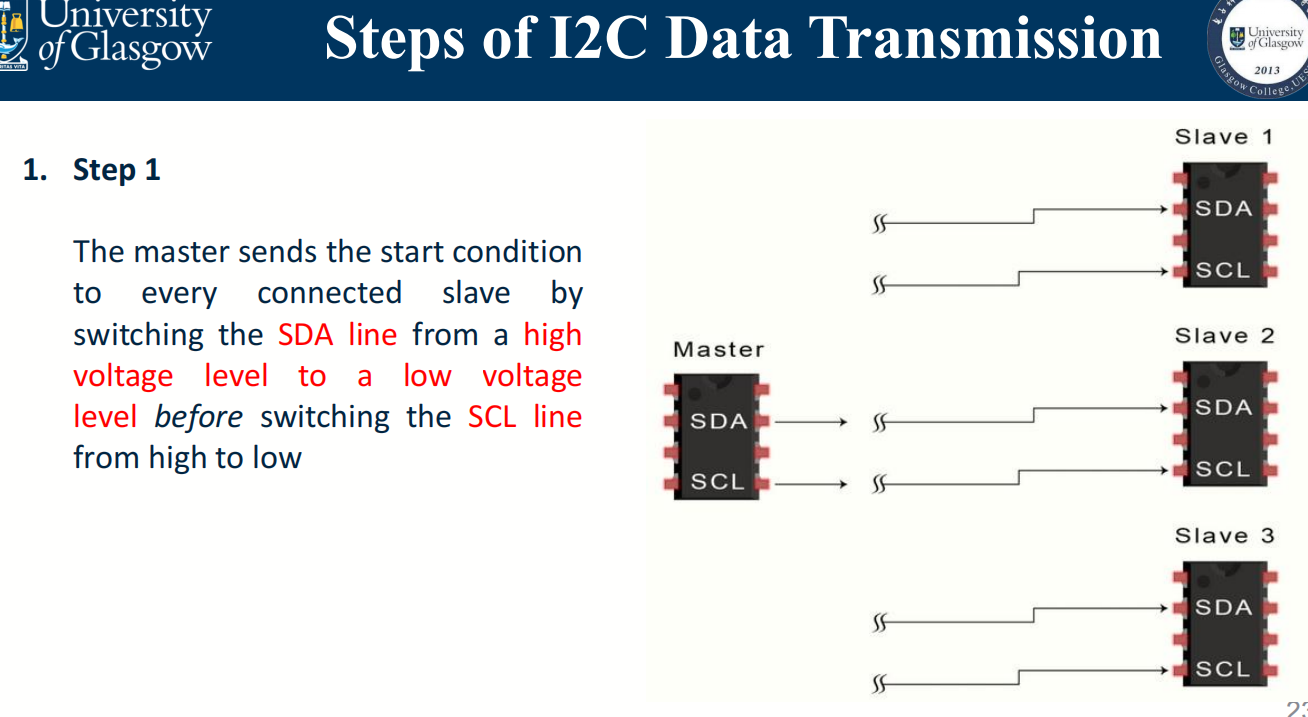 University
of Glasgow
Steps of I2C Data Transmission
University
of Glasgow
2013
Glasgow College, UES
1. Step 1
The master sends the start condition
to every connected slave by
switching the SDA line from a high
voltage level to a low voltage
level before switching the SCL line
from high to low
Slave 1
SDA
SCL
Master
SDA
SCL
Slave 2
SDA
SCL
Slave 3
SDA
SCL